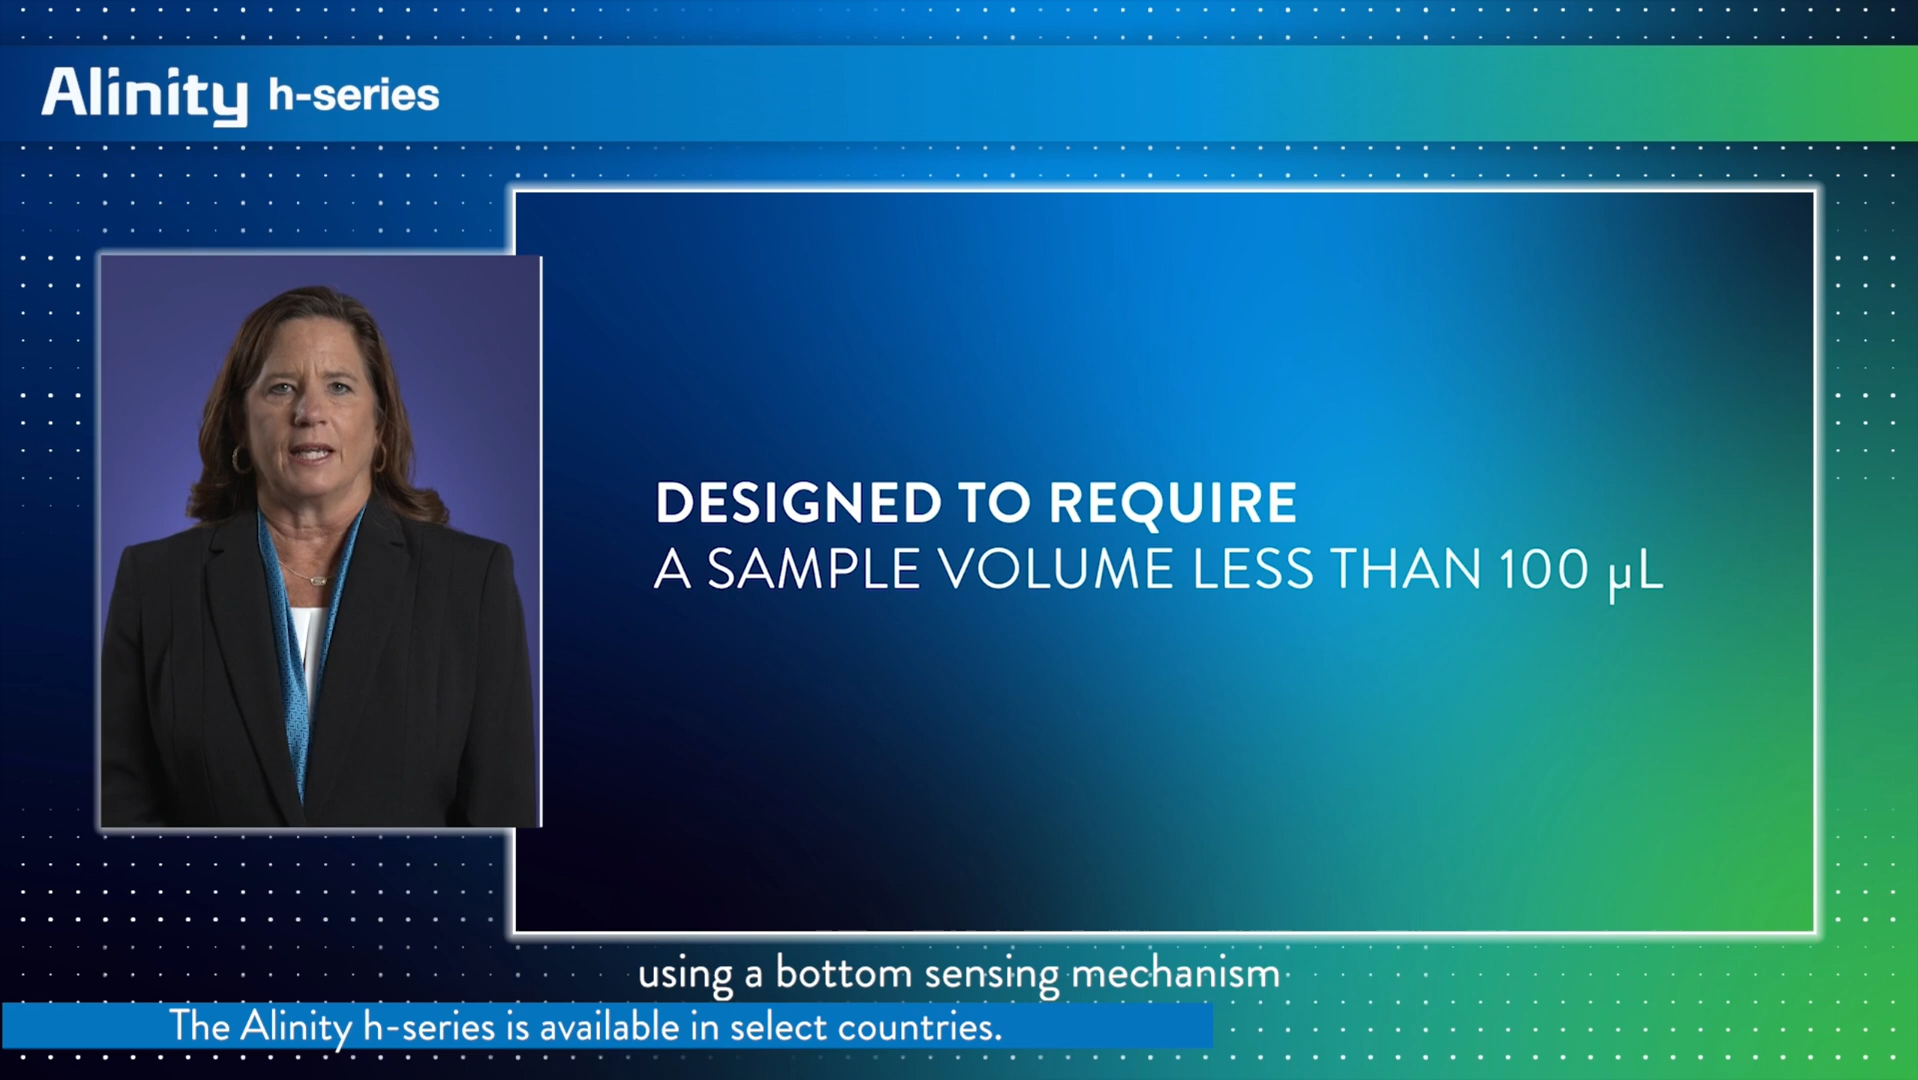 Alinity h-series
DESIGNED TO REQUIRE
A SAMPLE VOLUME LESS THAN 100 µL
using a bottom sensing mechanism
The Alinity h-series is available in select countries.